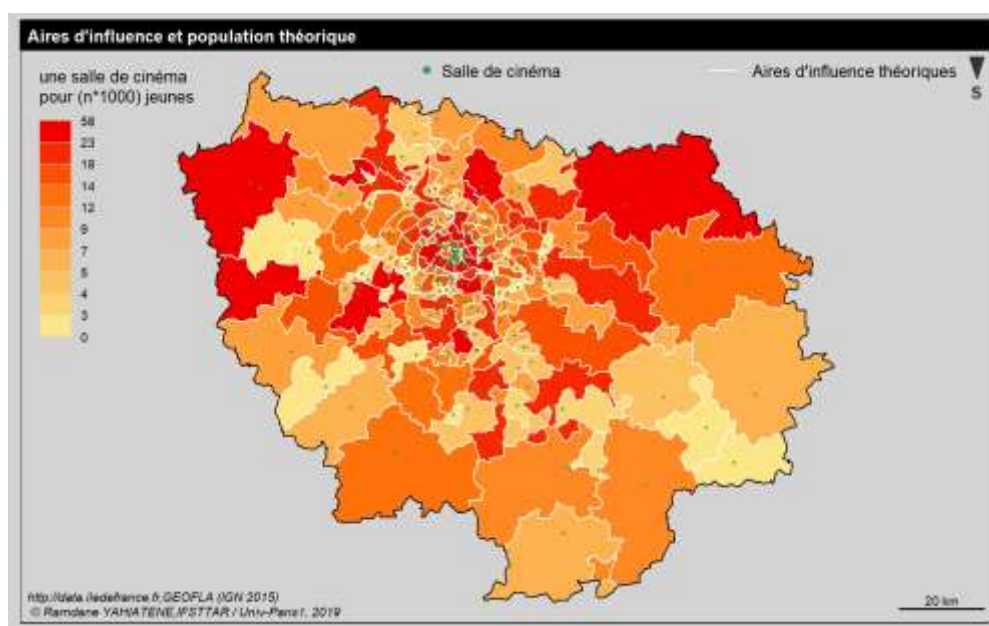 Aires d'influence et population théorique
une salle de cinéma
pour (n*1000) jeunes
Salle de cinéma
Aires d'influence théoriques
S
58
23
18
14
12
9
7
5
4
3
0
http://data.iledefrance.fr,GEOFLA (IGN 2015)
© Ramdane YAHIATENE,IFSTTAR / Univ-Paris1, 2019
20 km